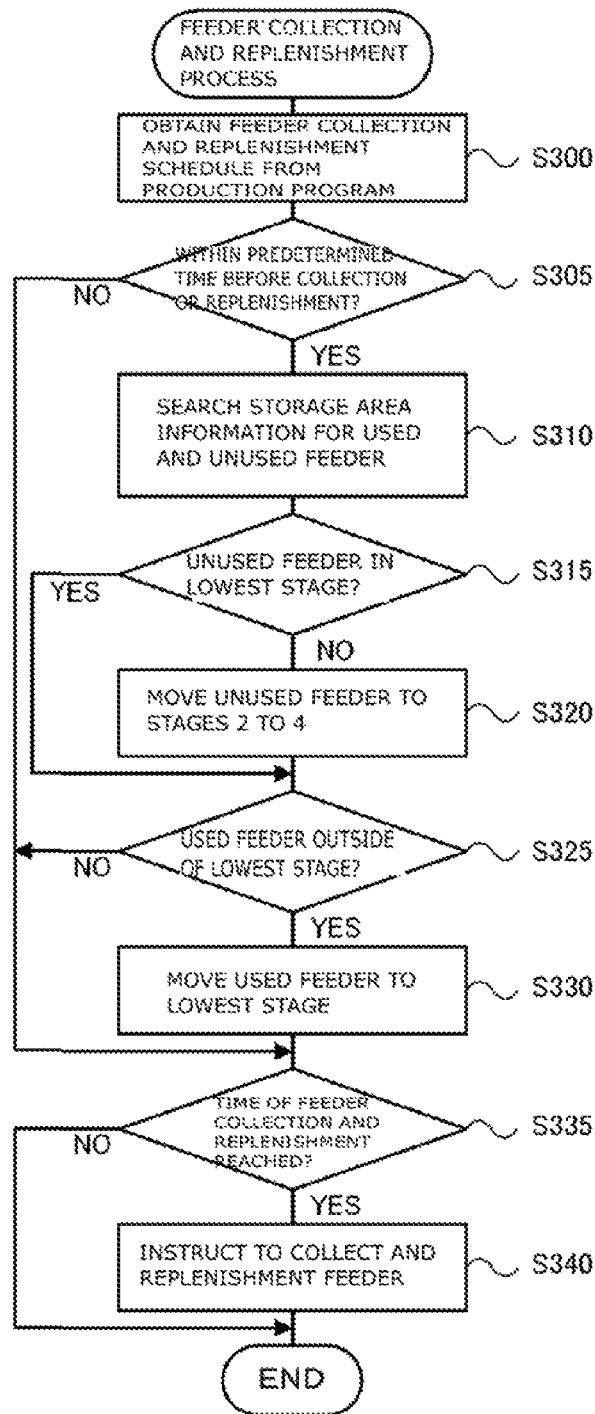 FEEDER COLLECTION
AND REPLENISHMENT
PROCESS
OBTAIN FEEDER COLLECTION
AND REPLENISHMENT
SCHEDULE FROM
PRODUCTION PROGRAM
S300
WITHIN PREDETERMINED
TIME BEFORE COLLECTION
OR REPLENISHMENT?
S305
NO
YES
SEARCH STORAGE AREA
INFORMATION FOR USED
AND UNUSED FEEDER
S310
UNUSED FEEDER IN
LOWEST STAGE?
S315
YES
NO
MOVE UNUSED FEEDER TO
STAGES 2 TO 4
S320
USED FEEDER OUTSIDE
OF LOWEST STAGE?
S325
NO
YES
MOVE USED FEEDER TO
LOWEST STAGE
S330
TIME OF FEEDER
COLLECTION AND
REPLENISHMENT
REACHED?
S335
NO
YES
INSTRUCT TO COLLECT AND
REPLENISHMENT FEEDER
S340
END